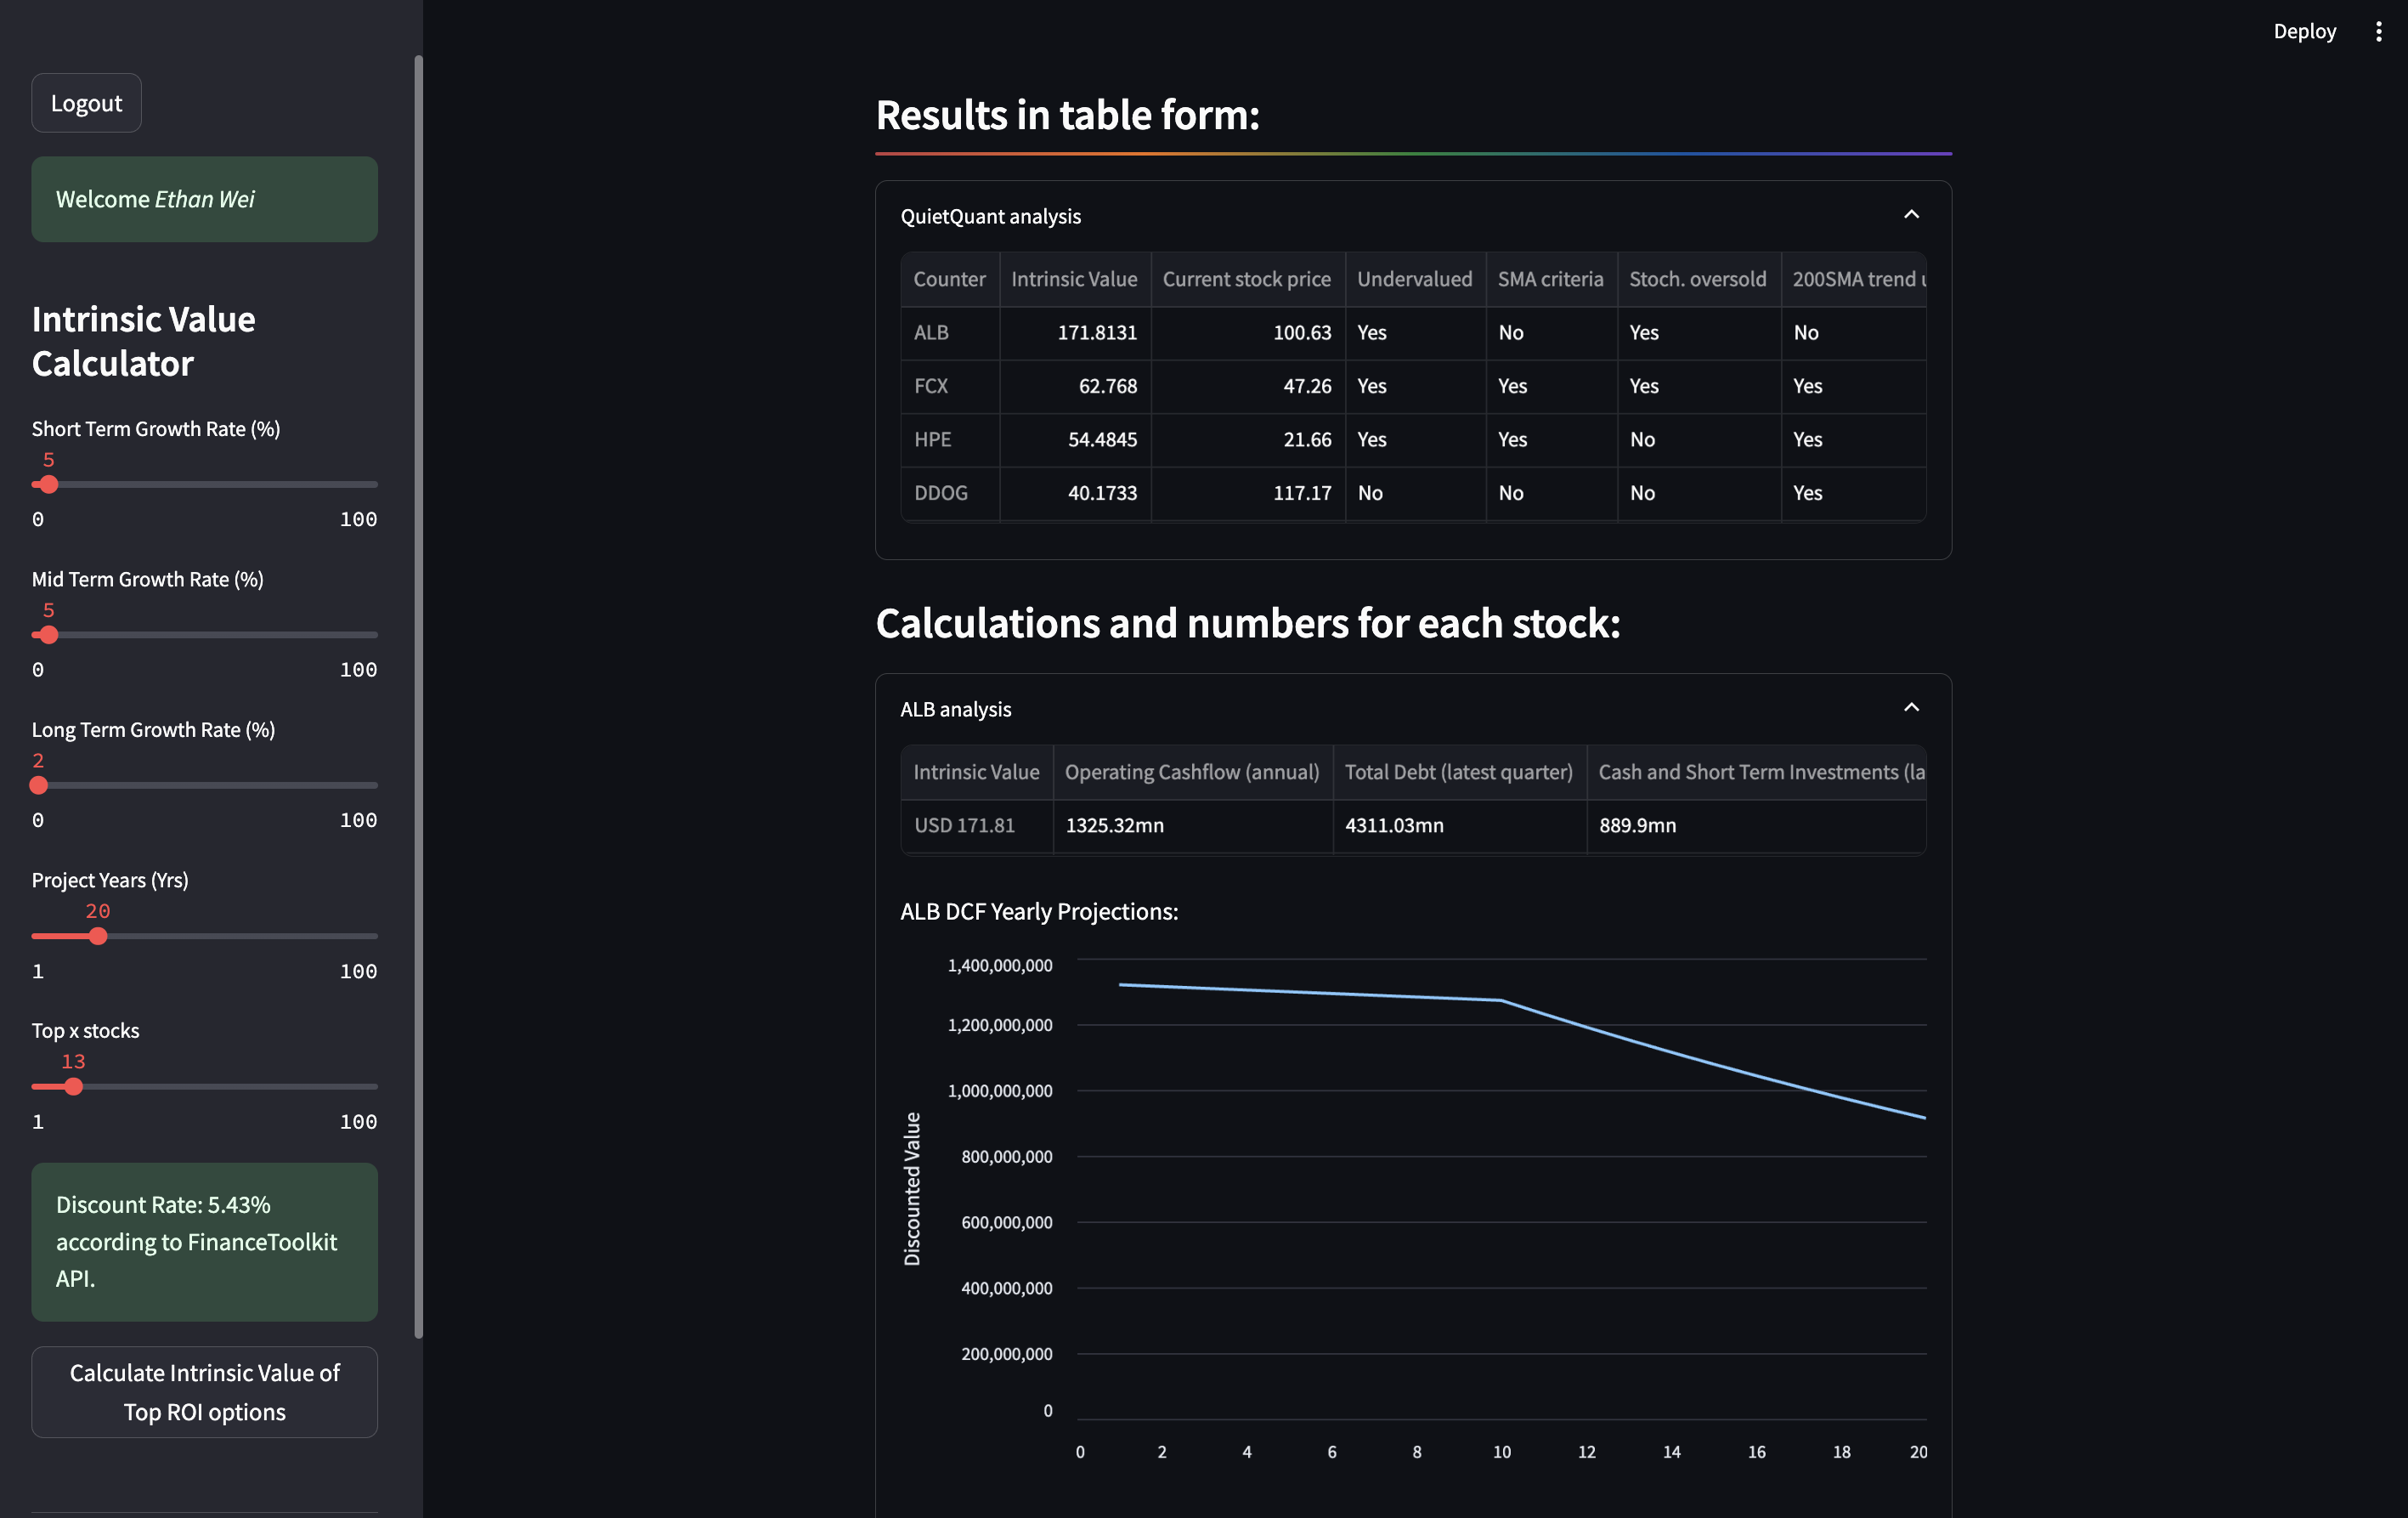 Deploy
Logout
Welcome Ethan Wei
Intrinsic Value
Calculator
Short Term Growth Rate (%)
5
0 100
Mid Term Growth Rate (%)
5
0 100
Long Term Growth Rate (%)
2
0 100
Project Years (Yrs)
20
1 100
Top x stocks
13
1 100
Discount Rate: 5.43%
according to FinanceToolkit
API.
Calculate Intrinsic Value of
Top ROI options
Results in table form:
QuietQuant analysis
Counter Intrinsic Value Current stock price Undervalued SMA criteria Stoch. oversold 200SMA trend u
ALB 171.8131 100.63 Yes No Yes No
FCX 62.768 47.26 Yes Yes Yes Yes
HPE 54.4845 21.66 Yes Yes No Yes
DDOG 40.1733 117.17 No No No Yes
Calculations and numbers for each stock:
ALB analysis
Intrinsic Value Operating Cashflow (annual) Total Debt (latest quarter) Cash and Short Term Investments (la
USD 171.81 1325.32mn 4311.03mn 889.9mn
ALB DCF Yearly Projections:
Discounted Value
1,400,000,000
1,200,000,000
1,000,000,000
800,000,000
600,000,000
400,000,000
200,000,000
0
0 2 4 6 8 10 12 14 16 18 20